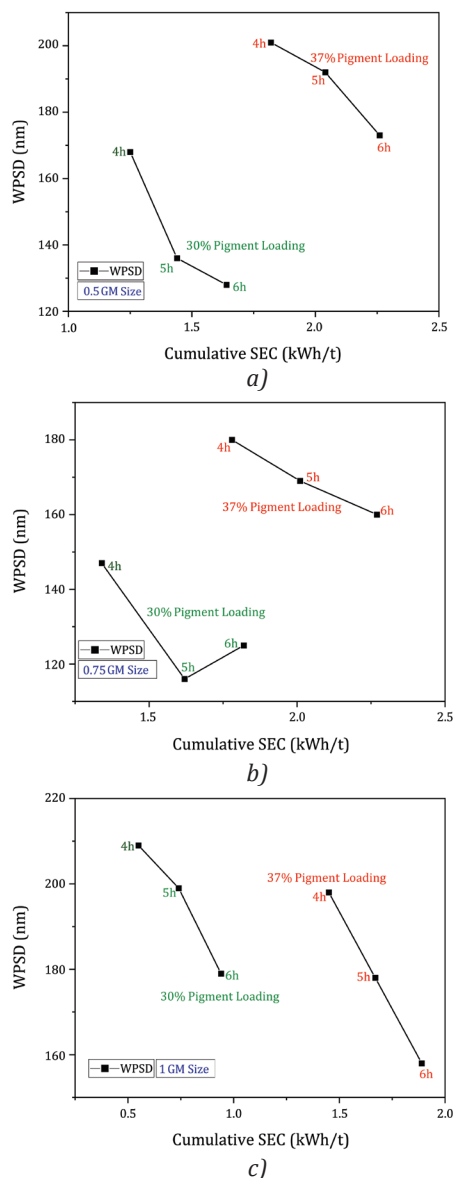 200
180
160
140
120
WPSD (nm)
4h
37% Pigment Loading
5h
6h
4h
30% Pigment Loading
5h
6h
WPSD
0.5 GM Size
1.0
1.5
2.0
2.5
Cumulative SEC (kWh/t)
a)
180
160
140
120
WPSD (nm)
4h
5h
37% Pigment Loading
6h
4h
30% Pigment Loading
6h
5h
WPSD
0.75 GM Size
1.5
2.0
2.5
Cumulative SEC (kWh/t)
b)
220
200
180
160
WPSD (nm)
4h
37% Pigment Loading
5h
4h
5h
6h
30% Pigment Loading
6h
WPSD
1 GM Size
0.5
1.0
1.5
2.0
Cumulative SEC (kWh/t)
c)